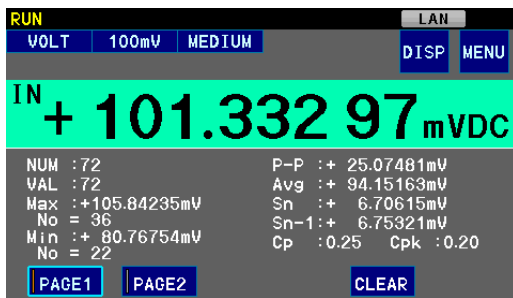 RUN LAN
VOLT 100mV MEDIUM DISP MENU
IN + 101.332 97 mVDC
NUM :72 P-P :+ 25.07481mV
VAL :72 Avg :+ 94.15163mV
Max :+105.84235mV Sn :+ 6.70615mV
No = 36 Sn-1:+ 6.75321mV
Min :+ 80.76754mV Cp :0.25 Cpk :0.20
No = 22
PAGE1 PAGE2 CLEAR